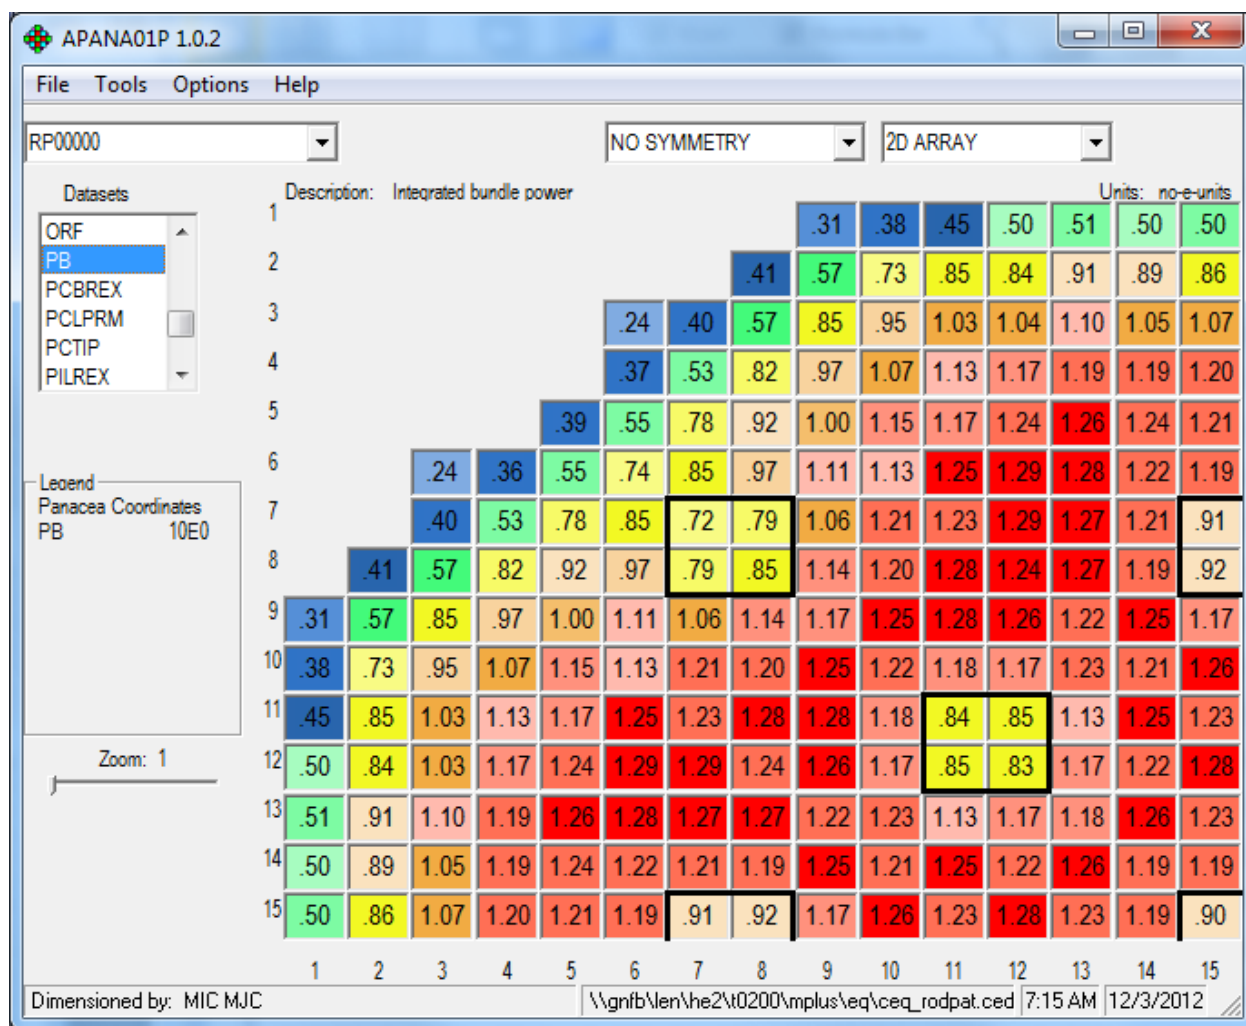 APANA01P 1.0.2
File Tools Options Help
RP00000 NO SYMMETRY 2D ARRAY
Datasets
ORF
PB
PCBREX
PCLPRM
PCTIP
PILREX
Legend
Panacea Coordinates
PB 10E0
Zoom: 1
Description: Integrated bundle power Units: no-e-units
1 .31 .38 .45 .50 .51 .50 .50
2 .41 .57 .73 .85 .84 .91 .89 .86
3 .24 .40 .57 .85 .95 1.03 1.04 1.10 1.05 1.07
4 .37 .53 .82 .97 1.07 1.13 1.17 1.19 1.19 1.20
5 .39 .55 .78 .92 1.00 1.15 1.17 1.24 1.26 1.24 1.21
6 .24 .36 .55 .74 .85 .97 1.11 1.13 1.25 1.29 1.28 1.22 1.19
7 .40 .53 .78 .85 .72 .79 1.06 1.21 1.23 1.29 1.27 1.21 .91
8 .41 .57 .82 .92 .97 .79 .85 1.14 1.20 1.28 1.24 1.27 1.19 .92
9 .31 .57 .85 .97 1.00 1.11 1.06 1.14 1.17 1.25 1.28 1.26 1.22 1.25 1.17
10 .38 .73 .95 1.07 1.15 1.13 1.21 1.20 1.25 1.22 1.18 1.17 1.23 1.21 1.26
11 .45 .85 1.03 1.13 1.17 1.25 1.23 1.28 1.28 1.18 .84 .85 1.13 1.25 1.23
12 .50 .84 1.03 1.17 1.24 1.29 1.29 1.24 1.26 1.17 .85 .83 1.17 1.22 1.28
13 .51 .91 1.10 1.19 1.26 1.28 1.27 1.27 1.22 1.23 1.13 1.17 1.18 1.26 1.23
14 .50 .89 1.05 1.19 1.24 1.22 1.21 1.19 1.25 1.21 1.25 1.22 1.26 1.19 1.19
15 .50 .86 1.07 1.20 1.21 1.19 .91 .92 1.17 1.26 1.23 1.28 1.23 1.19 .90
1 2 3 4 5 6 7 8 9 10 11 12 13 14 15
Dimensioned by: MIC MJC \\gnfb\len\he2\t0200\mplus\eq\ceq_rodpat.ced 7:15 AM 12/3/2012